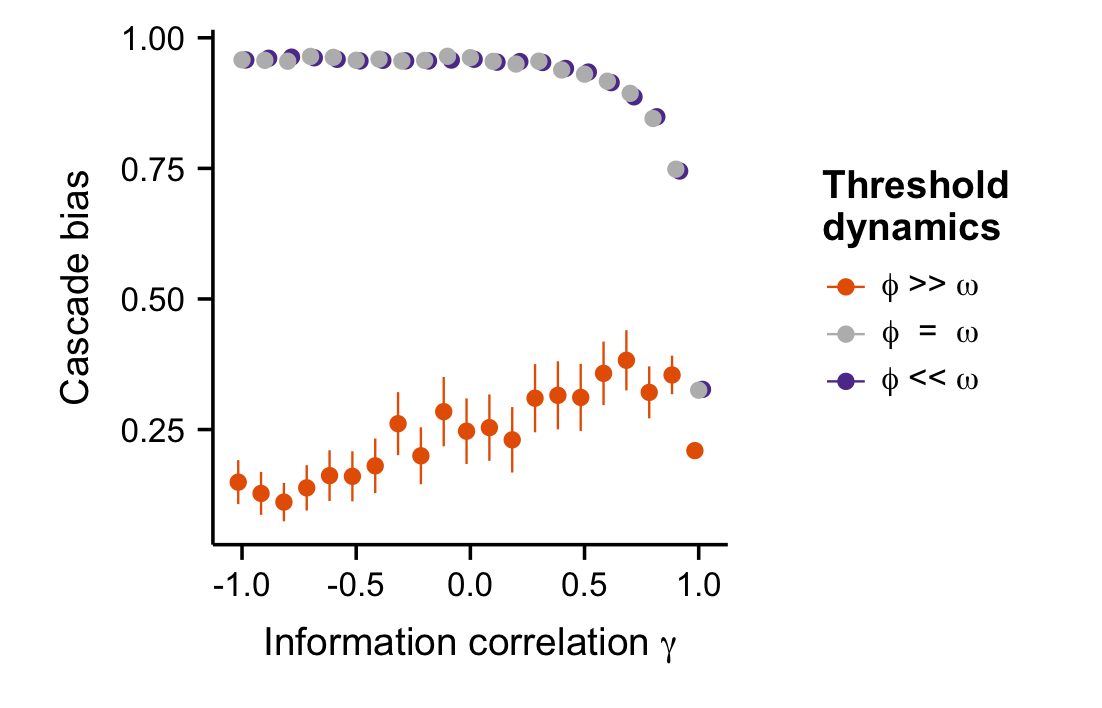 1.00
0.75
0.50
0.25
Cascade bias
-1.0 -0.5 0.0 0.5 1.0
Information correlation γ
Threshold
dynamics
ϕ >> ω
ϕ = ω
ϕ << ω